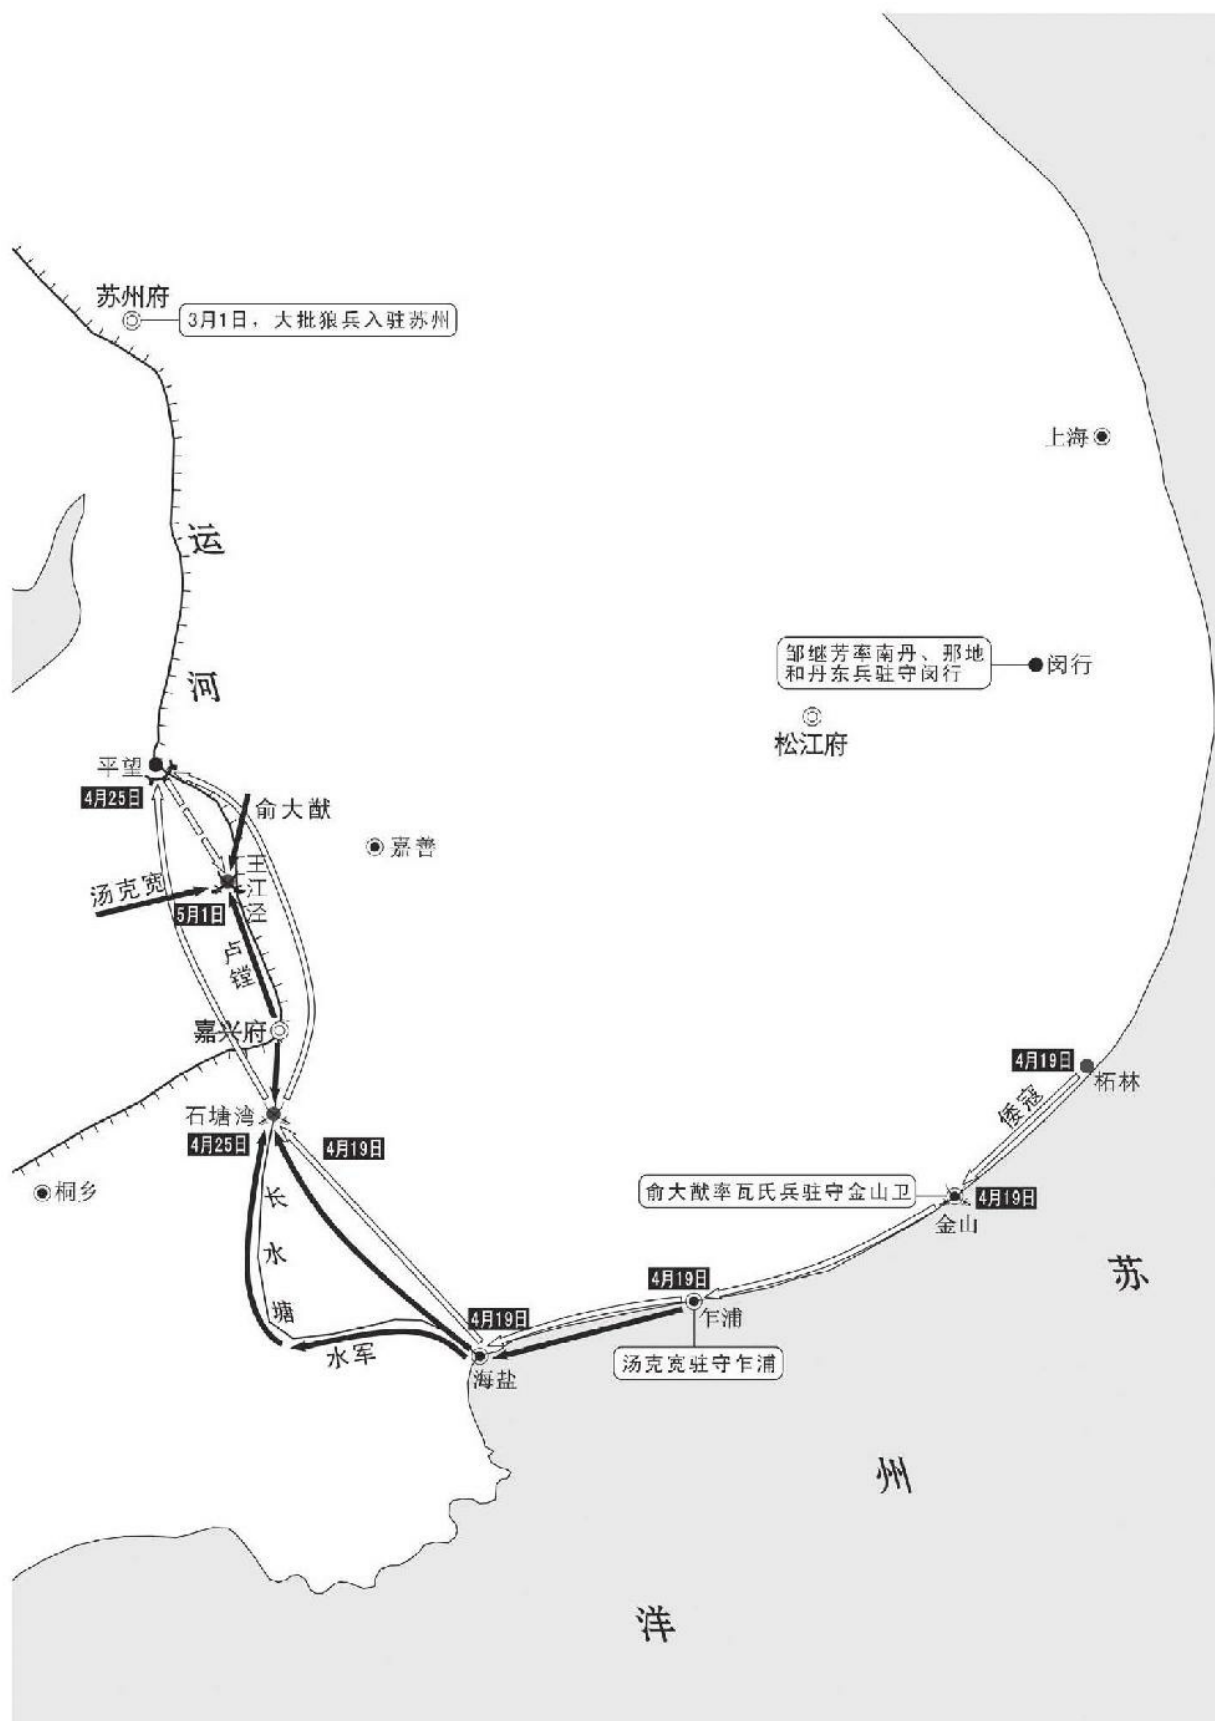 苏州府
3月1日，大批狼兵入驻苏州
上海
运
河
邹继芳率南丹、那地
和丹东兵驻守闵行
闵行
松江府
平望
4月25日
俞大猷
嘉善
王江泾
汤克宽
5月1日
卢镗
嘉兴府
4月19日
柘林
倭寇
石塘湾
4月25日
4月19日
桐乡
俞大猷率瓦氏兵驻守金山卫
4月19日
金山
长
水
塘
苏
4月19日
乍浦
4月19日
水军
汤克宽驻守乍浦
海盐
州
洋